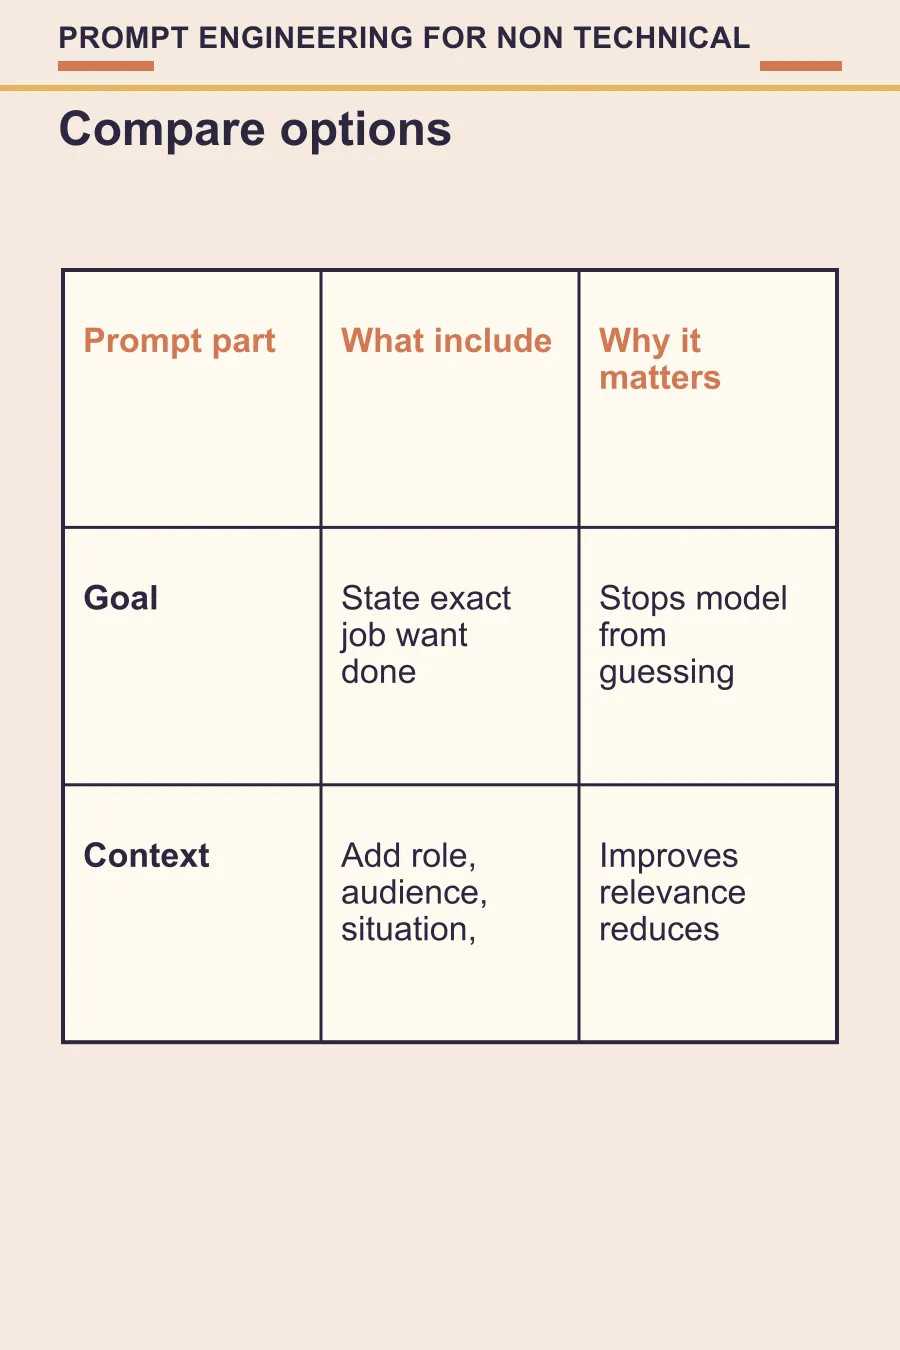 PROMPT ENGINEERING FOR NON TECHNICAL
Compare options
Prompt part
What include
Why it
matters
Goal
State exact
job want
done
Stops model
from
guessing
Context
Add role,
audience,
situation,
Improves
relevance
reduces